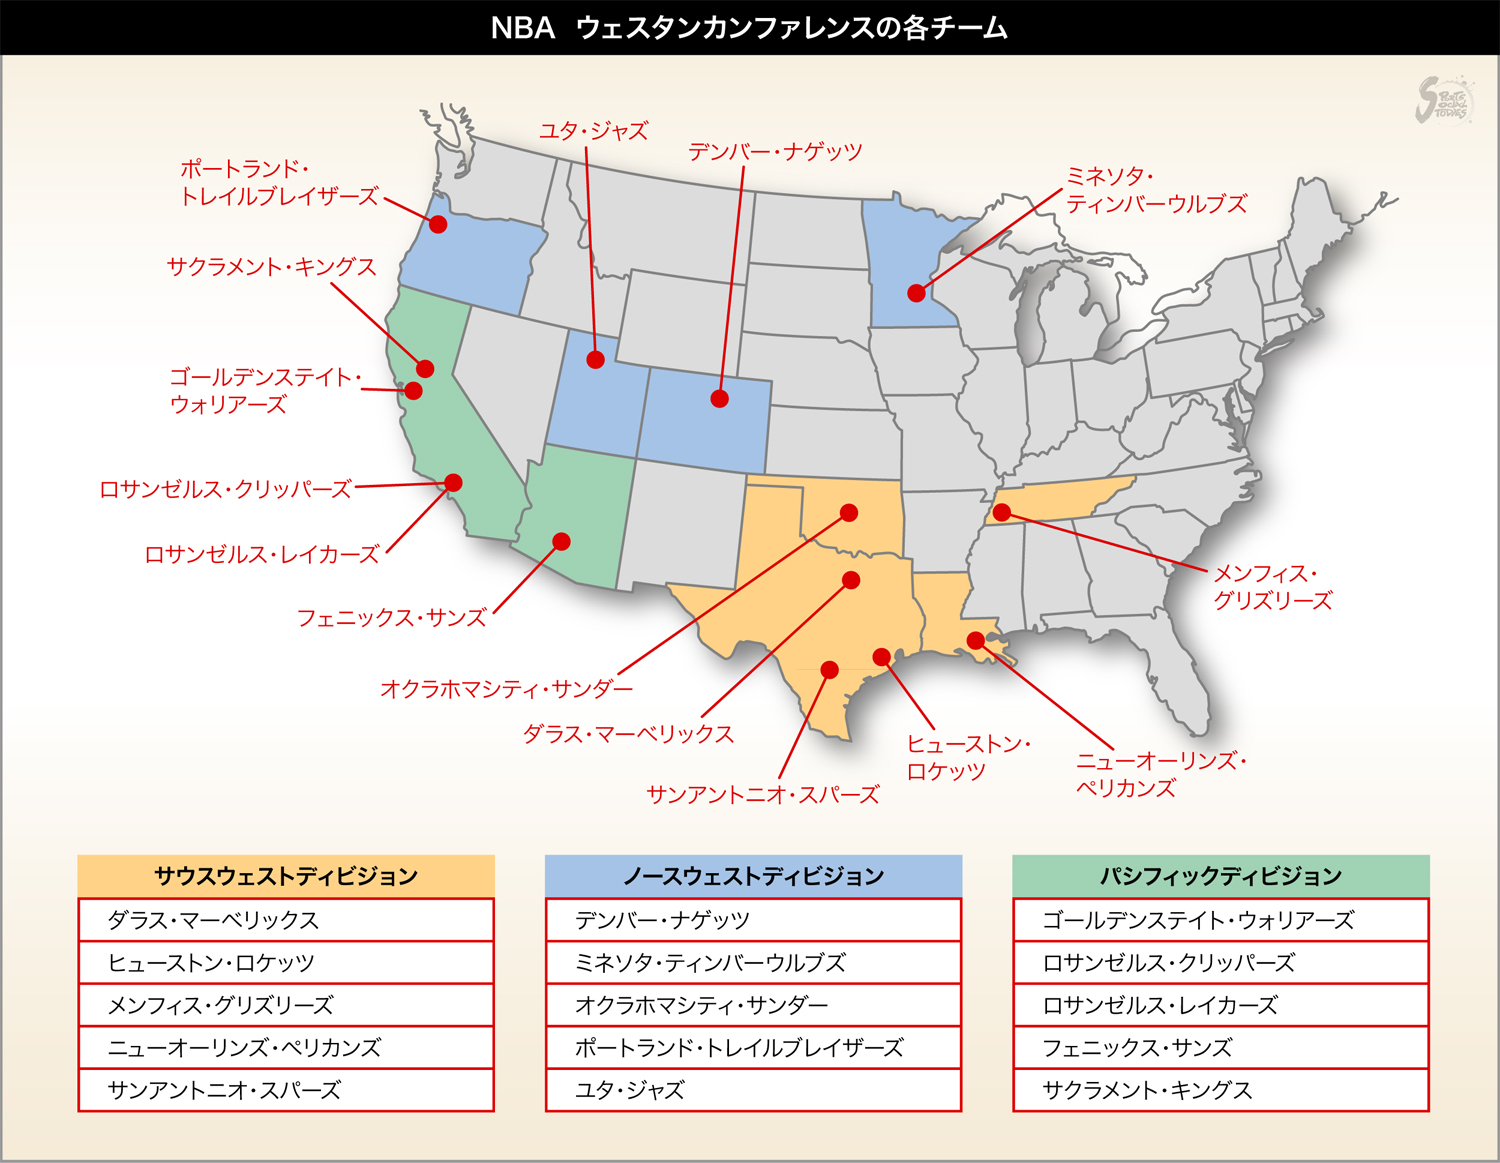 NBA ウェスタンカンファレンスの各チーム
SPORTS
SOCIAL
TODAYS
ユタ・ジャズ
デンバー・ナゲッツ
ポートランド・
トレイルブレイザーズ
ミネソタ・
ティンバーウルブズ
サクラメント・キングス
ゴールデンステイト・
ウォリアーズ
ロサンゼルス・クリッパーズ
ロサンゼルス・レイカーズ
フェニックス・サンズ
メンフィス・
グリズリーズ
オクラホマシティ・サンダー
ダラス・マーベリックス
サンアントニオ・スパーズ
ヒューストン・
ロケッツ
ニューオーリンズ・
ペリカンズ
サウスウェストディビジョン
ダラス・マーベリックス
ヒューストン・ロケッツ
メンフィス・グリズリーズ
ニューオーリンズ・ペリカンズ
サンアントニオ・スパーズ
ノースウェストディビジョン
デンバー・ナゲッツ
ミネソタ・ティンバーウルブズ
オクラホマシティ・サンダー
ポートランド・トレイルブレイザーズ
ユタ・ジャズ
パシフィックディビジョン
ゴールデンステイト・ウォリアーズ
ロサンゼルス・クリッパーズ
ロサンゼルス・レイカーズ
フェニックス・サンズ
サクラメント・キングス